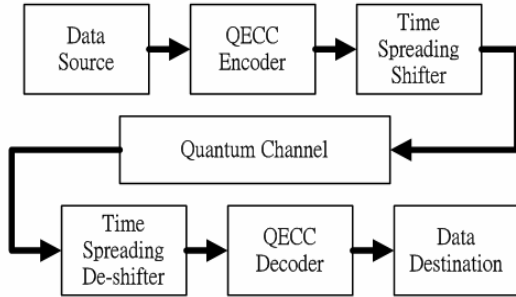 Data
Source
QECC
Encoder
Time
Spreading
Shifter
Quantum Channel
Time
Spreading
De-shifter
QECC
Decoder
Data
Destination